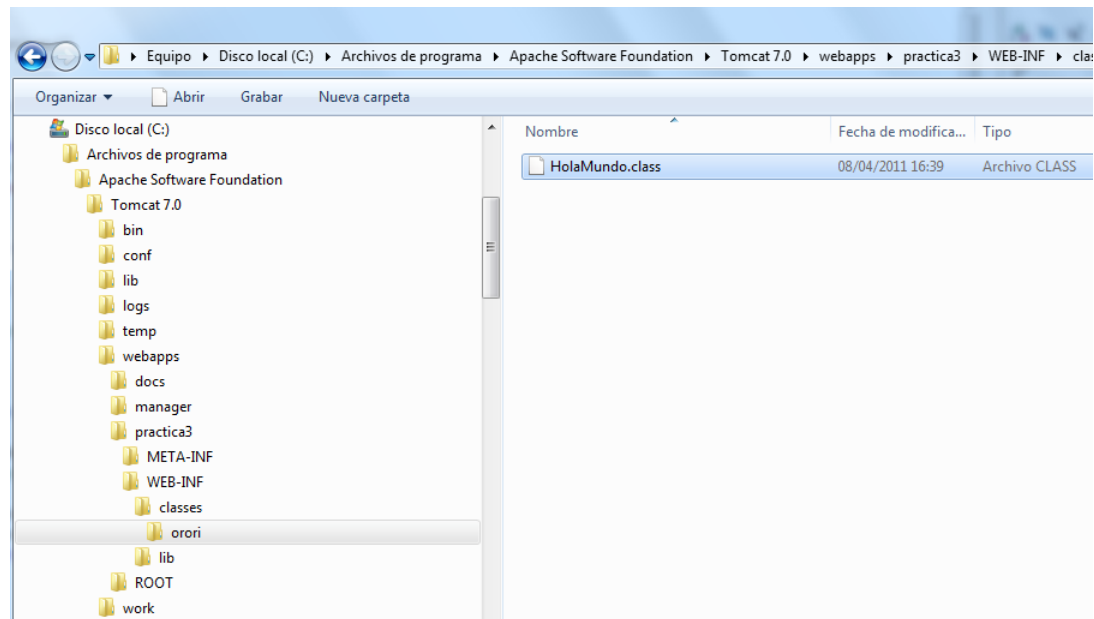 Equipo Disco local (C:) Archivos de programa Apache Software Foundation Tomcat 7.0 webapps practica3 WEB-INF clas
Organizar Abrir Grabar Nueva carpeta
Disco local (C:)
Archivos de programa
Apache Software Foundation
Tomcat 7.0
bin
conf
lib
logs
temp
webapps
docs
manager
practica3
META-INF
WEB-INF
classes
orori
lib
ROOT
work
Nombre Fecha de modifica... Tipo
HolaMundo.class 08/04/2011 16:39 Archivo CLASS